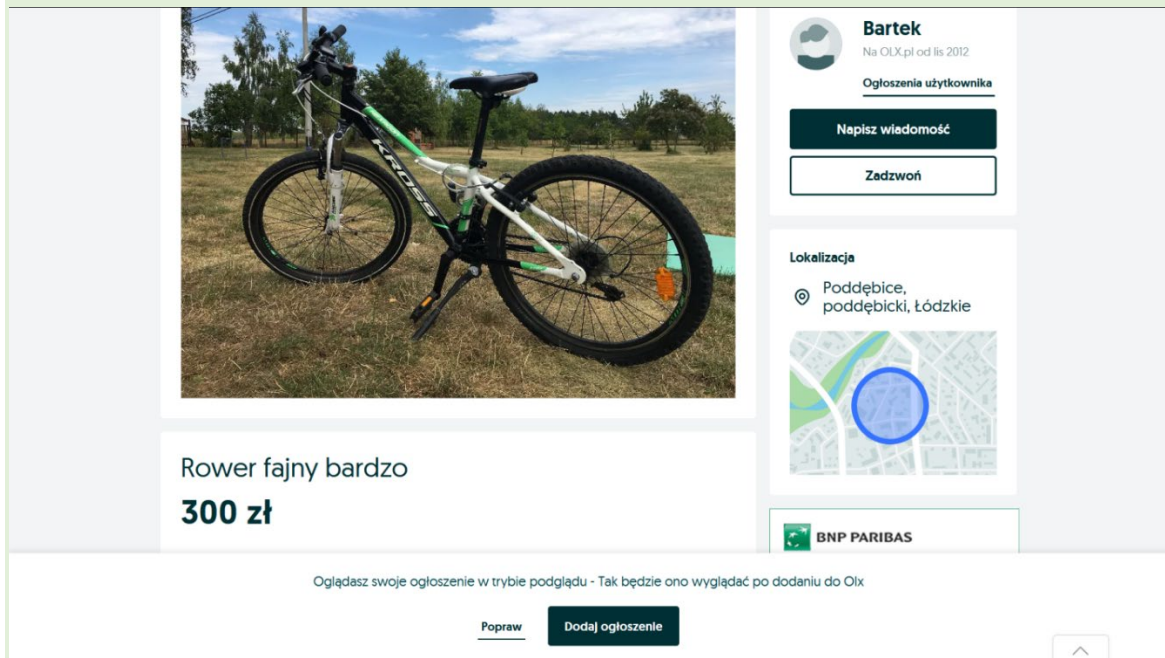 KROSS
Bartek
Na OLX.pl od lis 2012
Ogłoszenia użytkownika
Napisz wiadomość
Zadzwoń
Lokalizacja
Poddębice,
poddębicki, Łódzkie
Rower fajny bardzo
300 zł
BNP PARIBAS
Oglądasz swoje ogłoszenie w trybie podglądu - Tak będzie ono wyglądać po dodaniu do Olx
Popraw
Dodaj ogłoszenie